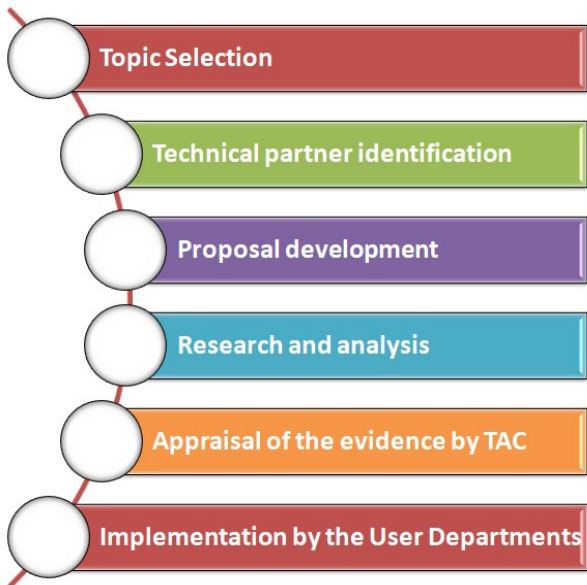 Topic Selection
Technical partner identification
Proposal development
Research and analysis
Appraisal of the evidence by TAC
Implementation by the User Departments